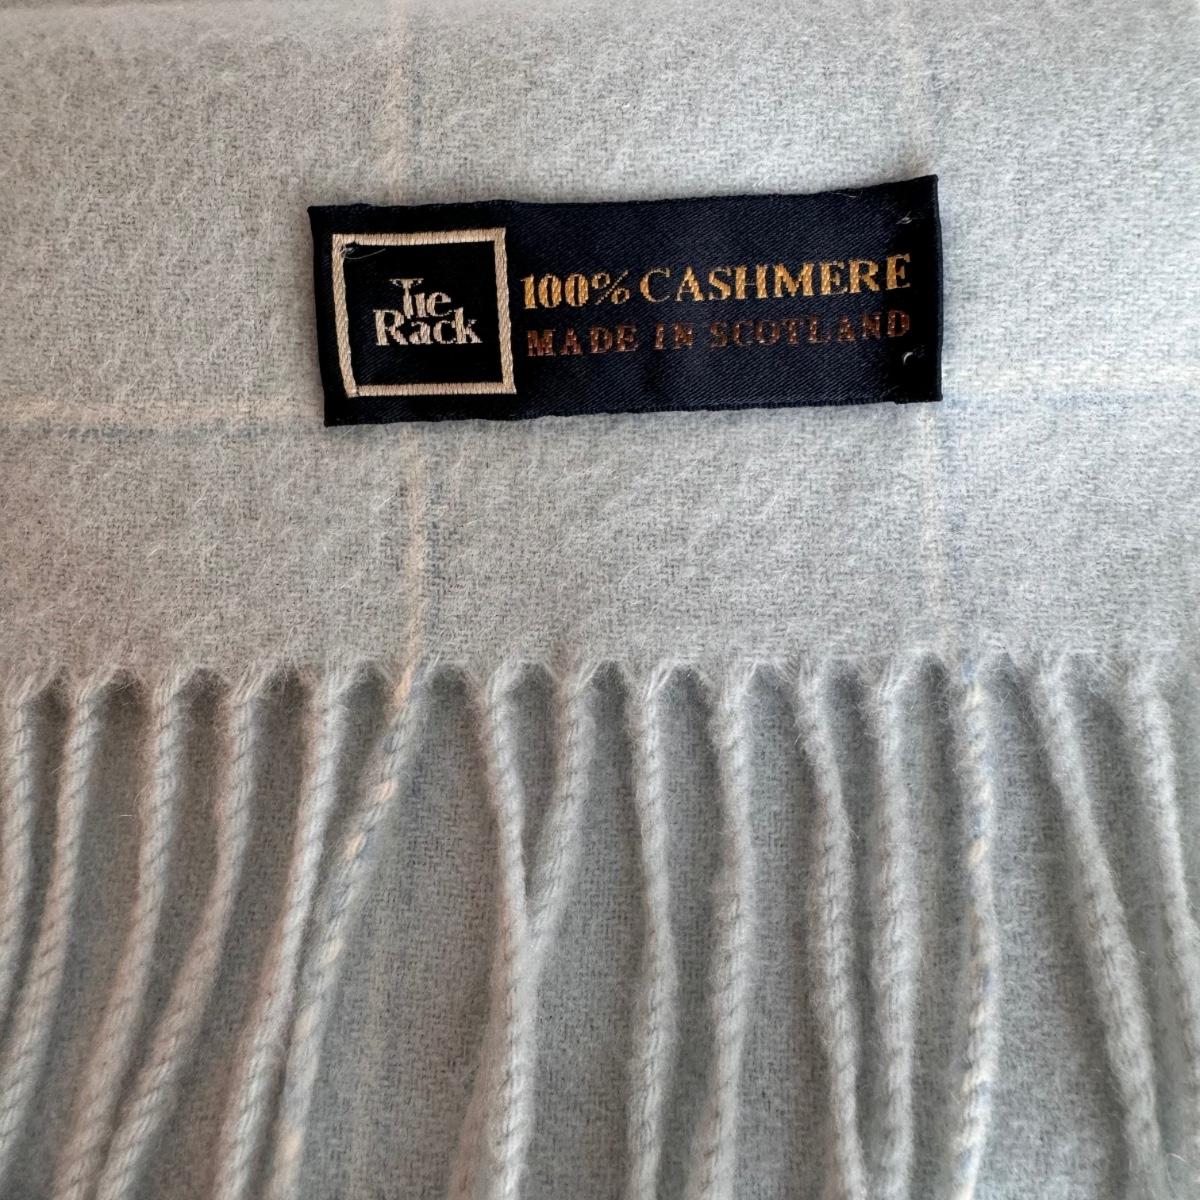 Tie
Rack
100% CASHMERE
MADE IN SCOTLAND